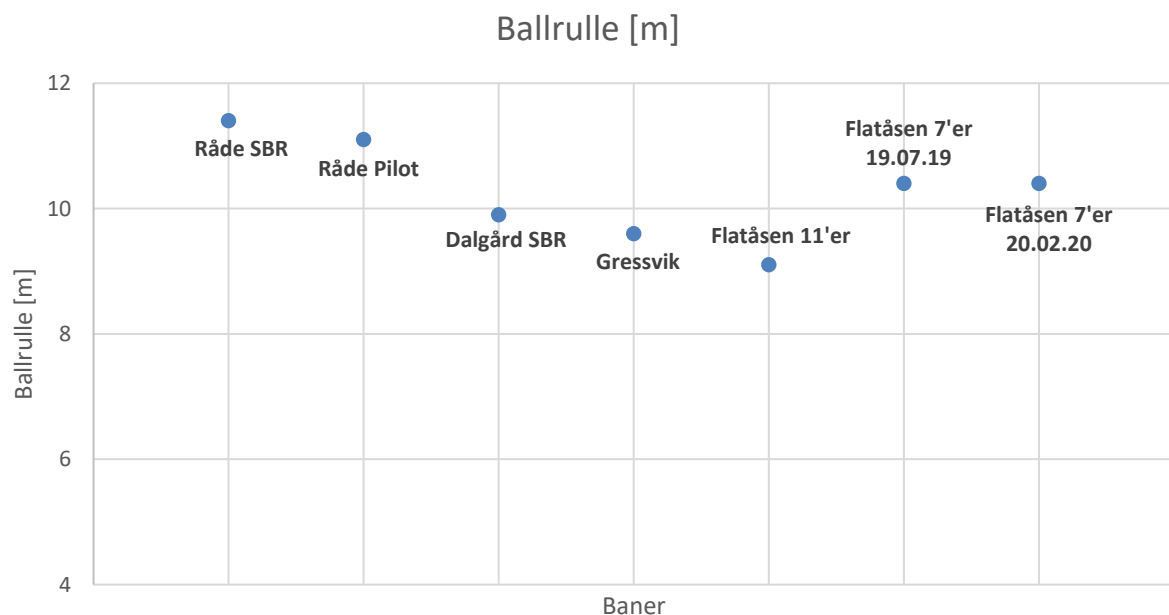 Ballrulle [m]
12
10
8
6
4
Ballrulle [m]
Råde SBR
Råde Pilot
Dalgård SBR
Gressvik
Flatåsen 11'er
Flatåsen 7'er
19.07.19
Flatåsen 7'er
20.02.20
Baner